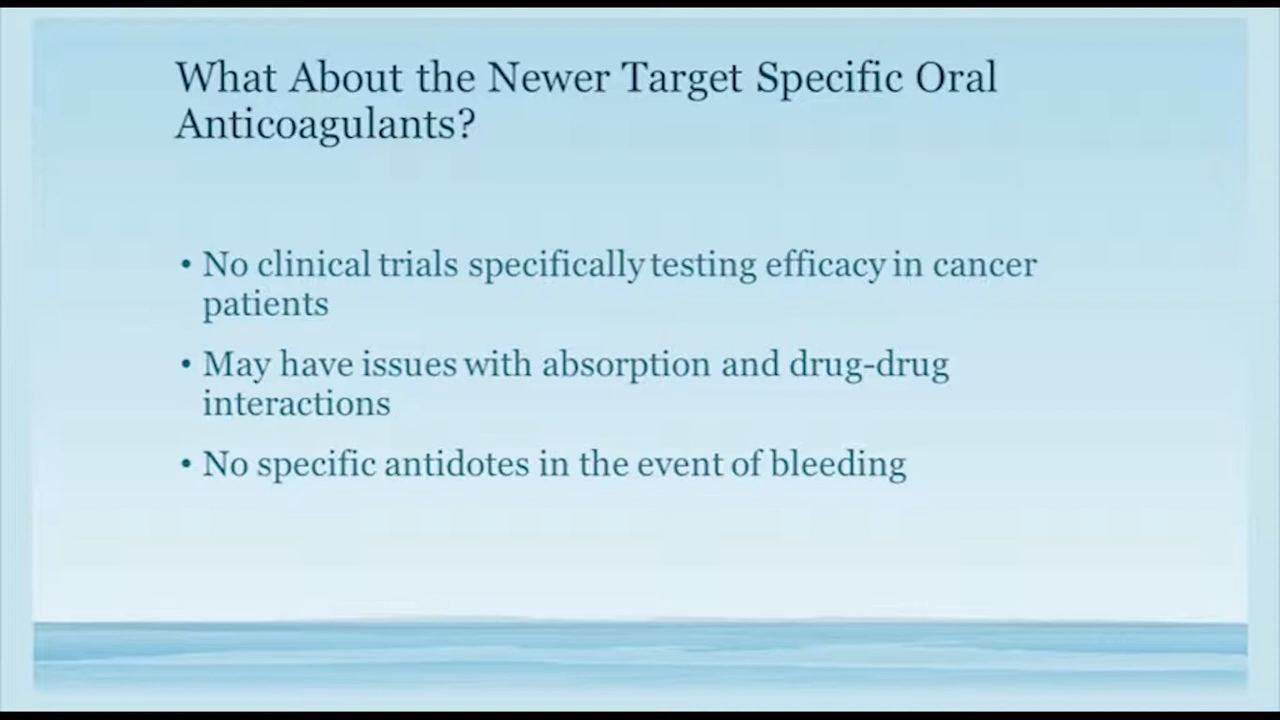 What About the Newer Target Specific Oral
Anticoagulants?
• No clinical trials specifically testing efficacy in cancer
patients
• May have issues with absorption and drug-drug
interactions
• No specific antidotes in the event of bleeding